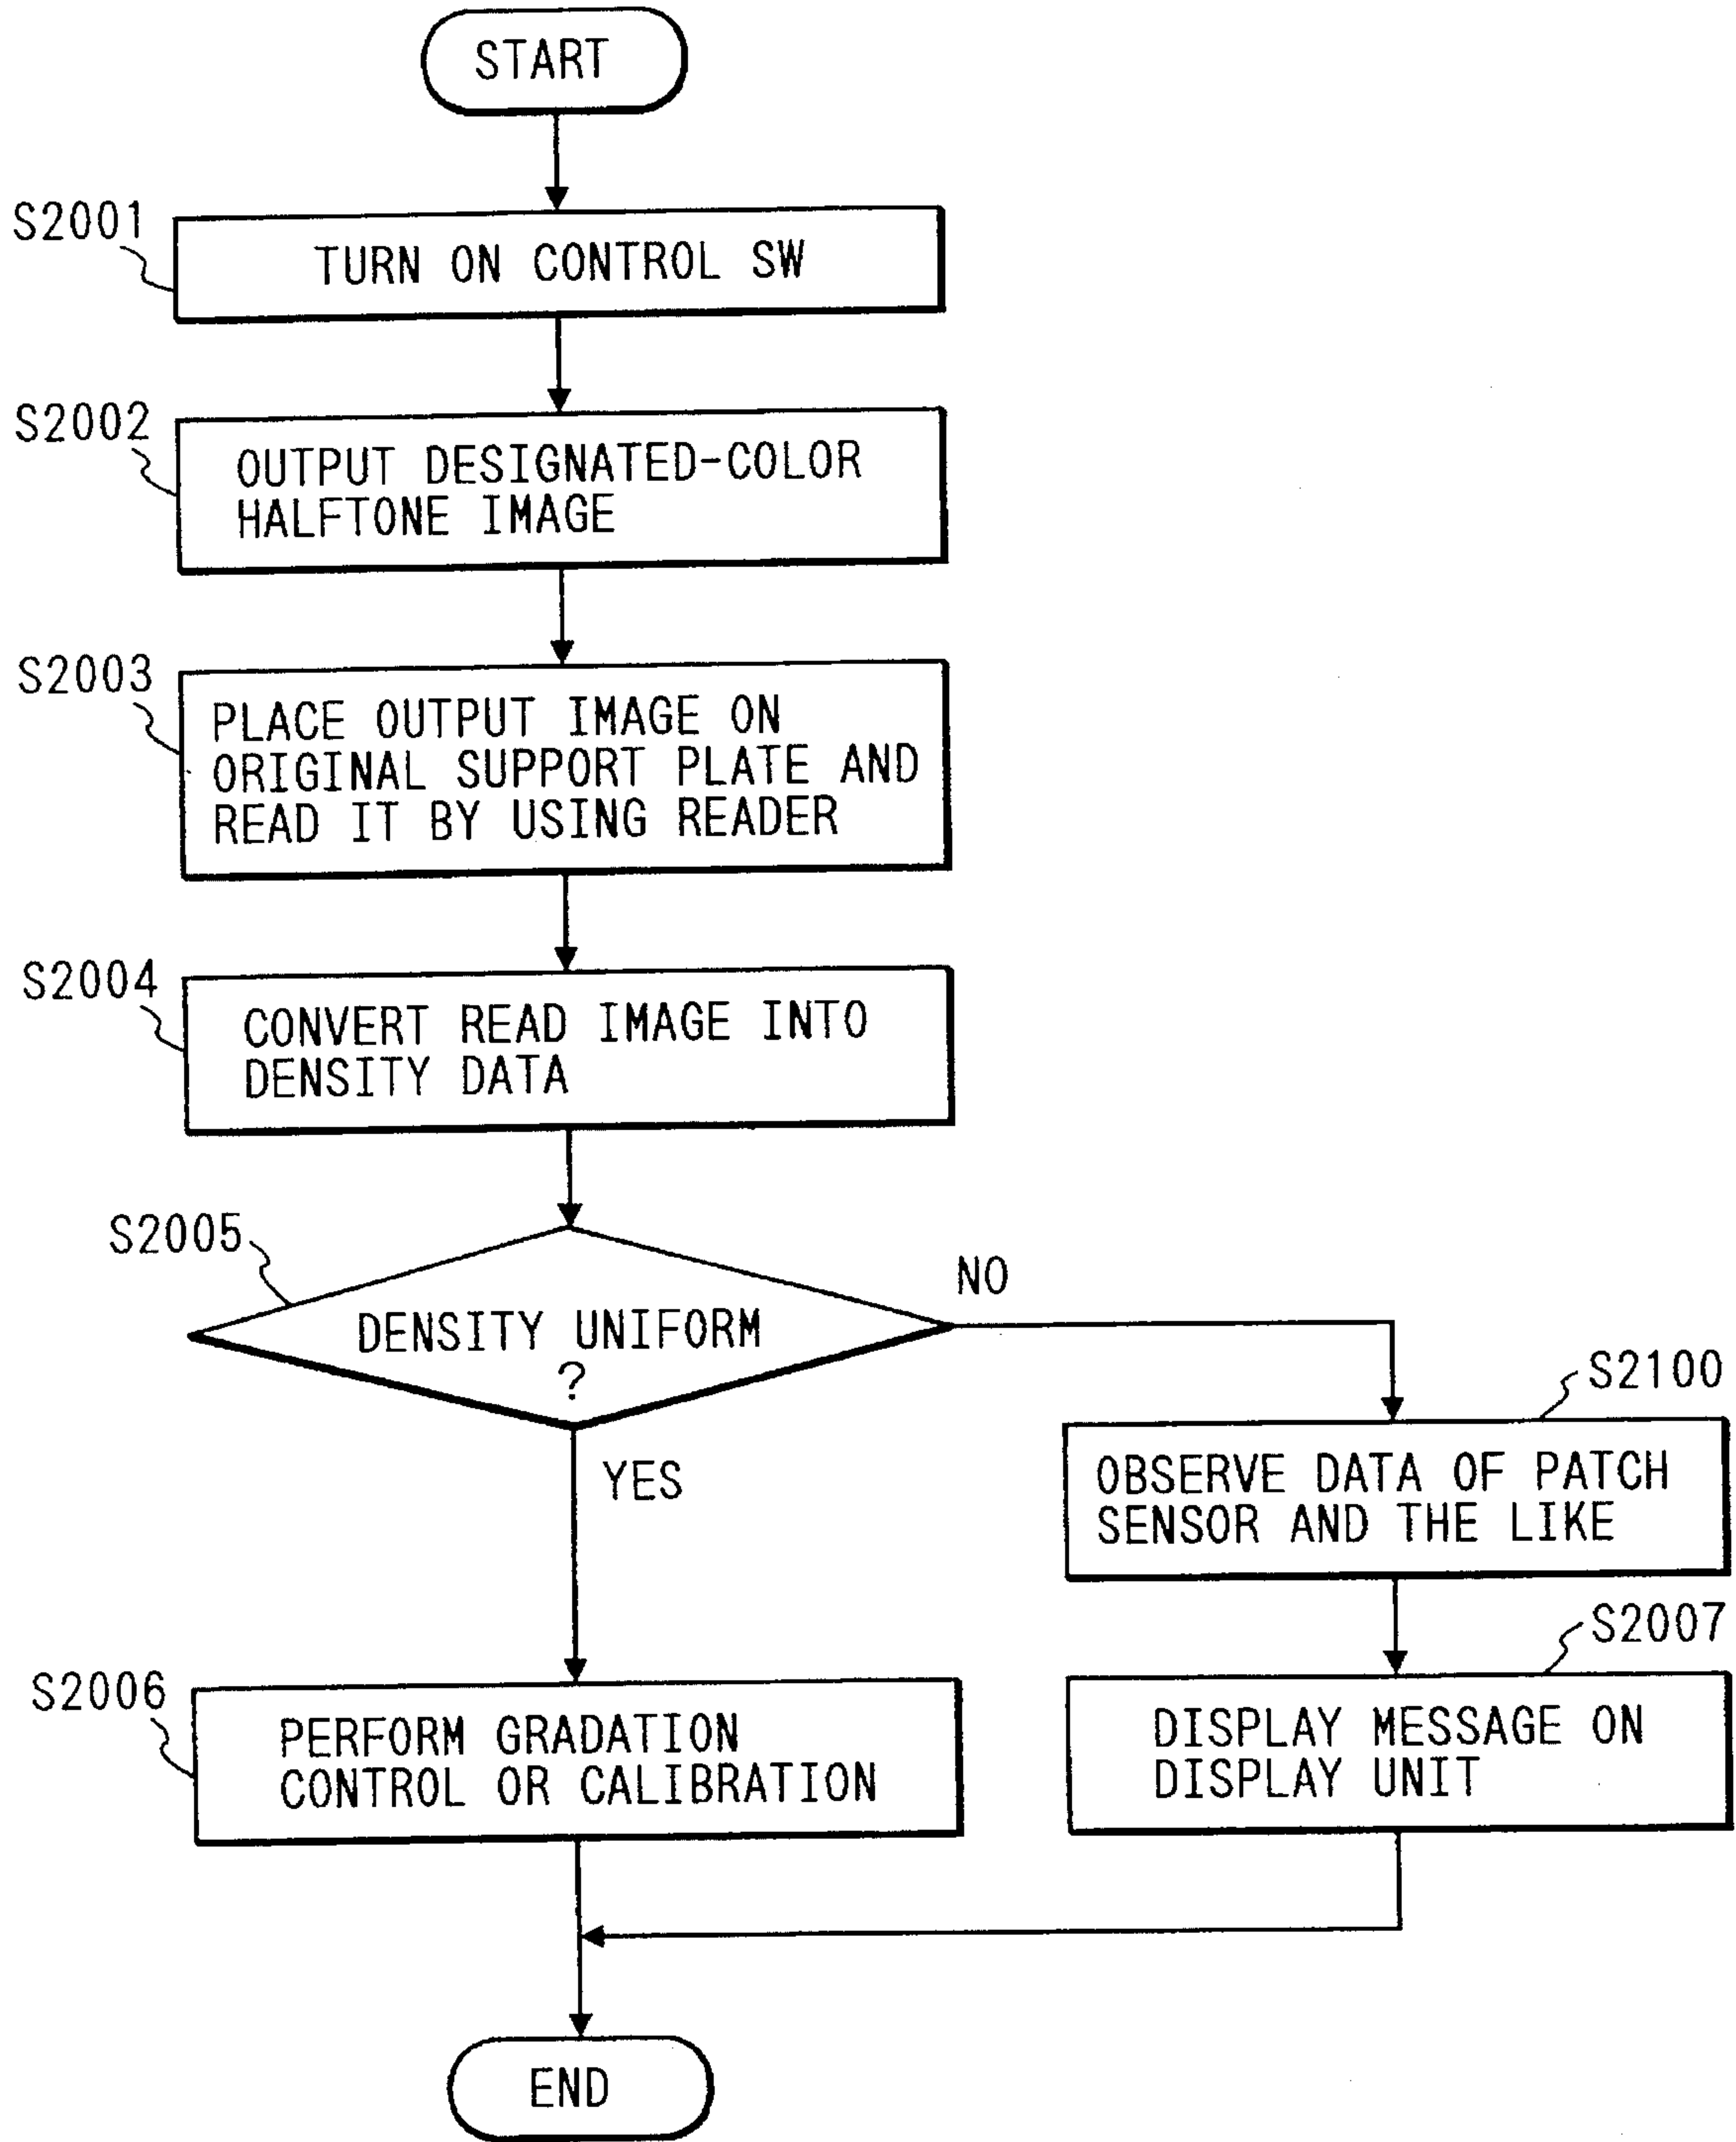 START
S2001
TURN ON CONTROL SW
S2002
OUTPUT DESIGNATED-COLOR
HALFTONE IMAGE
S2003
PLACE OUTPUT IMAGE ON
ORIGINAL SUPPORT PLATE AND
READ IT BY USING READER
S2004
CONVERT READ IMAGE INTO
DENSITY DATA
S2005
DENSITY UNIFORM
?
NO
YES
S2100
OBSERVE DATA OF PATCH
SENSOR AND THE LIKE
S2006
PERFORM GRADATION
CONTROL OR CALIBRATION
S2007
DISPLAY MESSAGE ON
DISPLAY UNIT
END